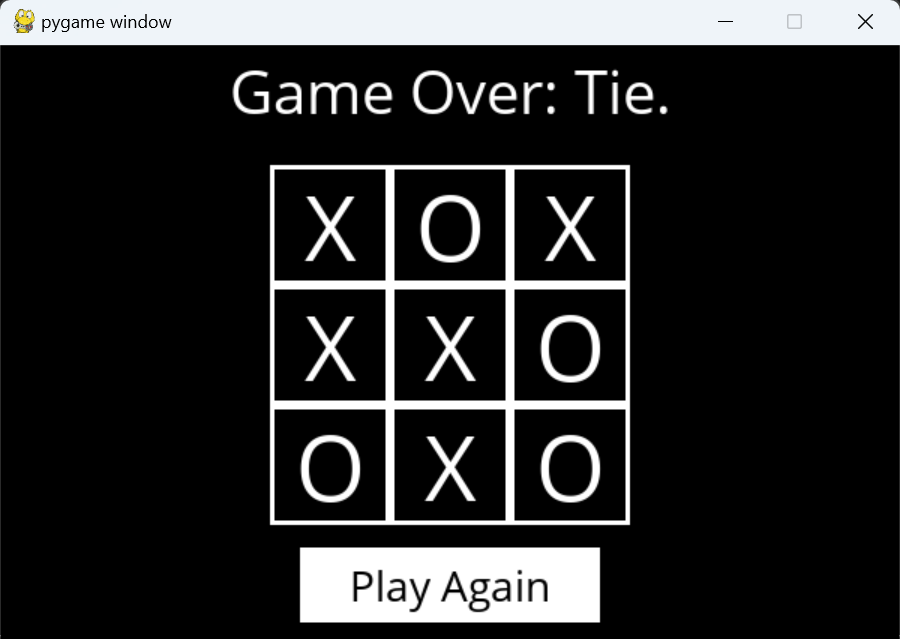 pygame window
Game Over: Tie.
X O X
X X O
O X O
Play Again